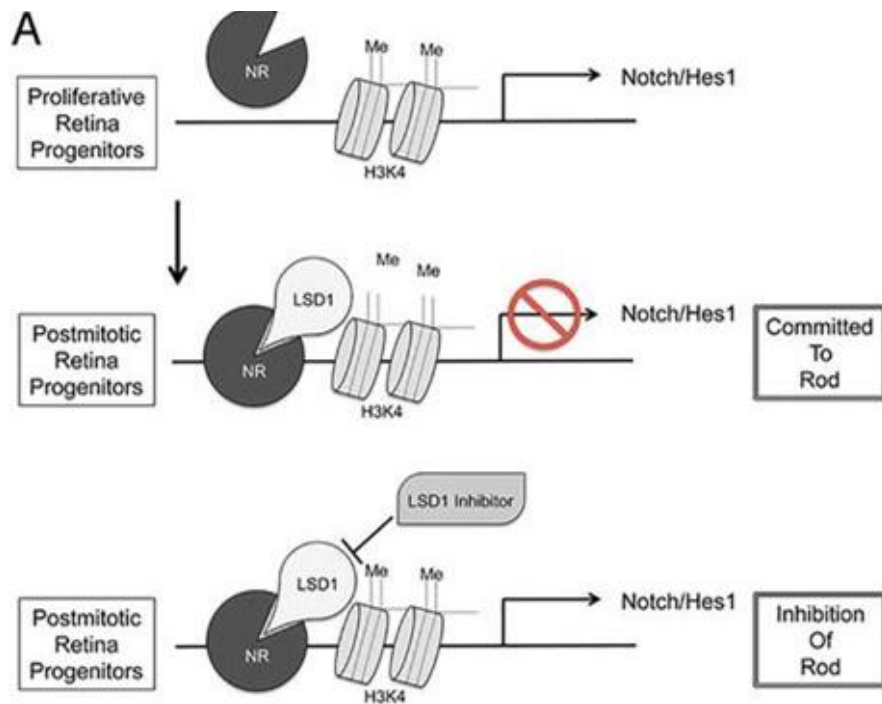 A
Me
Me
NR
Notch/Hes1
Proliferative
Retina
Progenitors
H3K4
Me
Me
LSD1
Notch/Hes1
Postmitotic
Retina
Progenitors
NR
H3K4
Committed
To
Rod
LSD1 Inhibitor
Me
Me
LSD1
Notch/Hes1
Postmitotic
Retina
Progenitors
NR
H3K4
Inhibition
Of
Rod